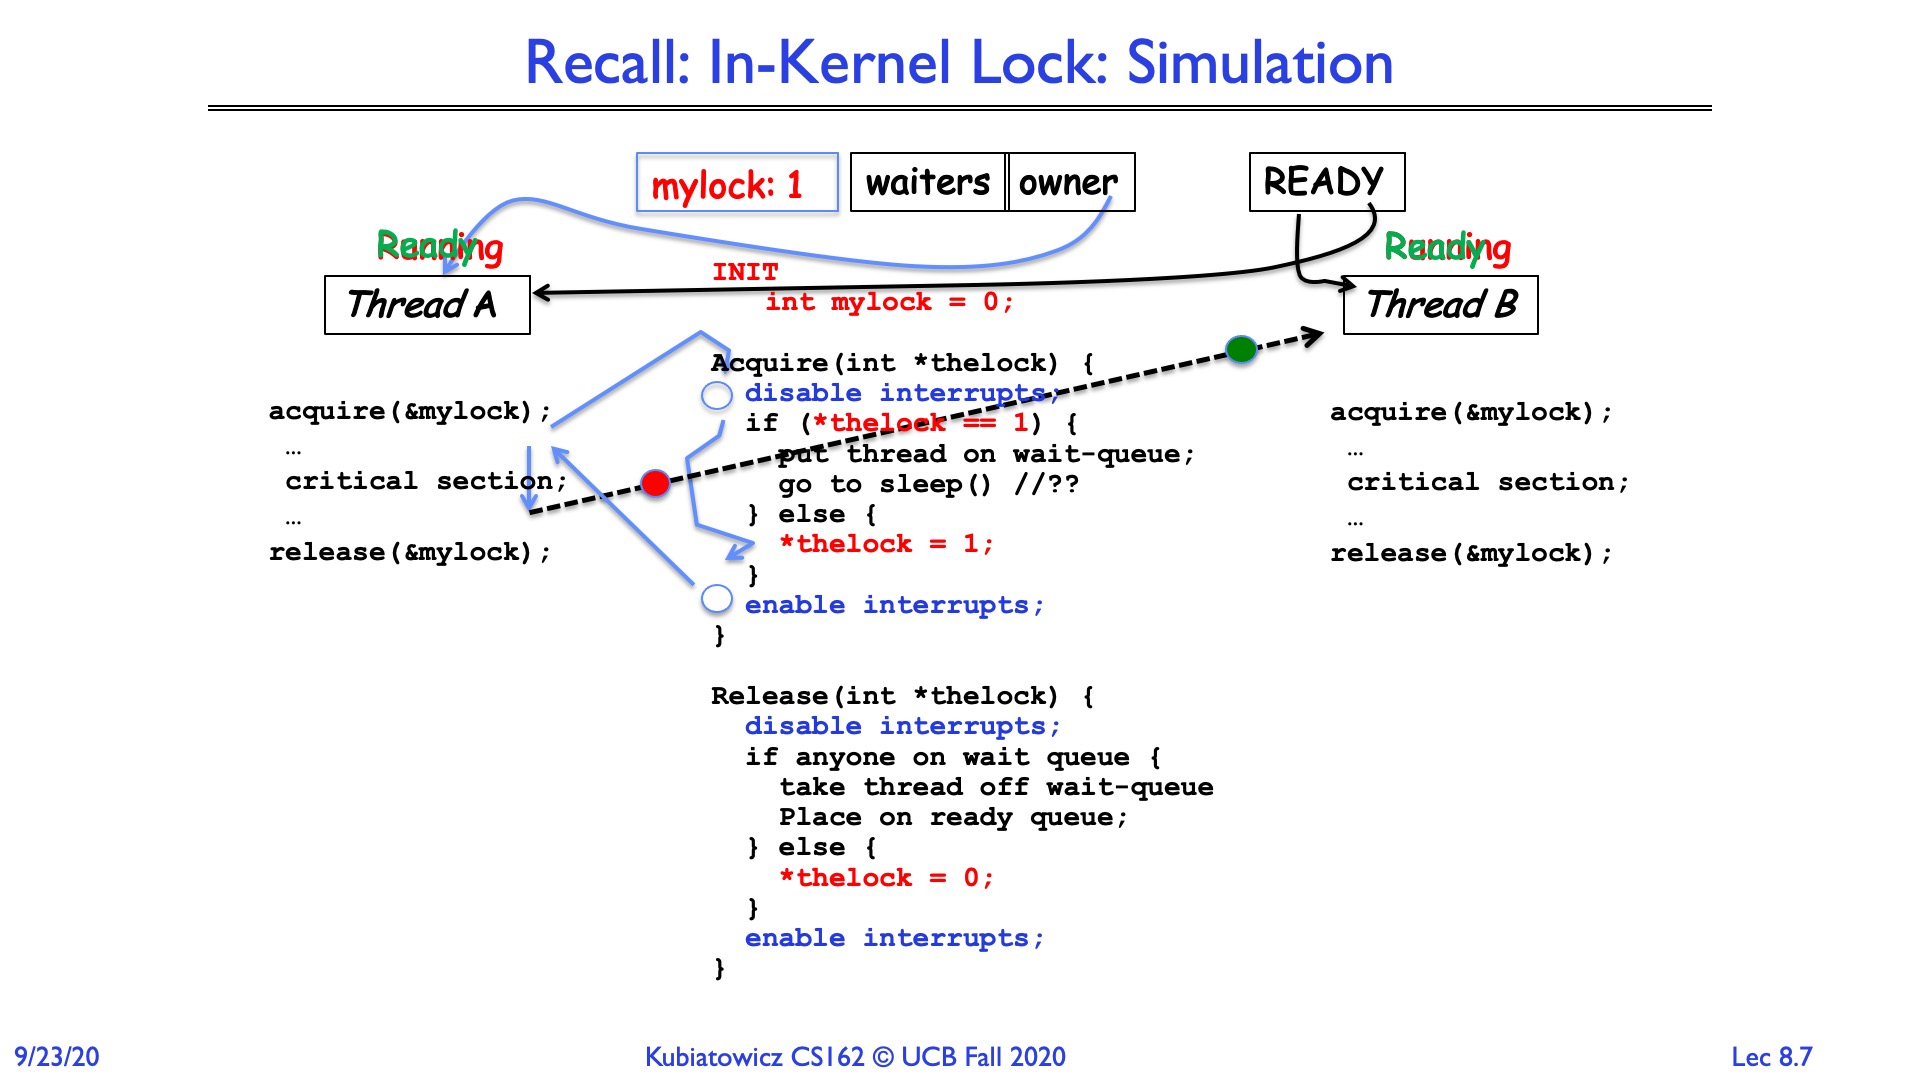 Recall: In-Kernel Lock: Simulation
mylock: 1
waiters
owner
READY
Ready
Running
Ready
Running
INIT
int mylock = 0;
Thread A
Thread B
acquire(&mylock);
…
critical section;
…
release(&mylock);
Acquire(int *thelock) {
disable interrupts;
if (*thelock == 1) {
put thread on wait-queue;
go to sleep() //??
} else {
*thelock = 1;
}
enable interrupts;
}
Release(int *thelock) {
disable interrupts;
if anyone on wait queue {
take thread off wait-queue
Place on ready queue;
} else {
*thelock = 0;
}
enable interrupts;
}
acquire(&mylock);
…
critical section;
…
release(&mylock);
9/23/20
Kubiatowicz CS162 © UCB Fall 2020
Lec 8.7